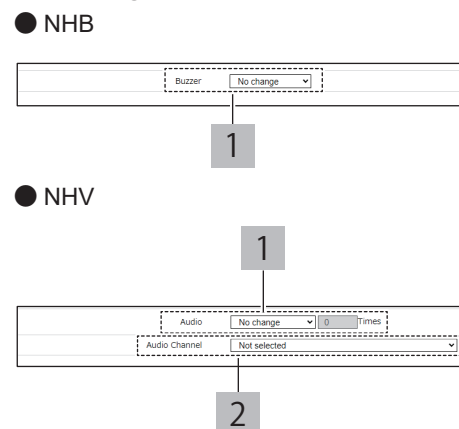 ● NHB
Buzzer No change
1
● NHV
1
Audio No change 0 Times
Audio Channel Not selected
2